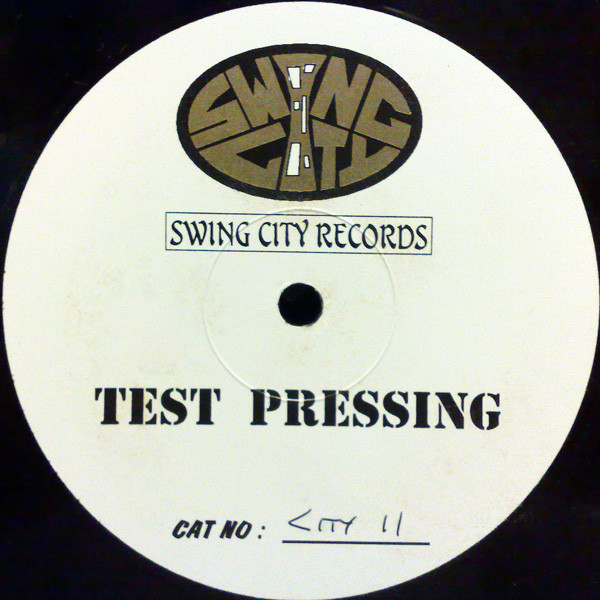 SWING
CITY
SWING CITY RECORDS
TEST PRESSING
CAT NO : CITY 11